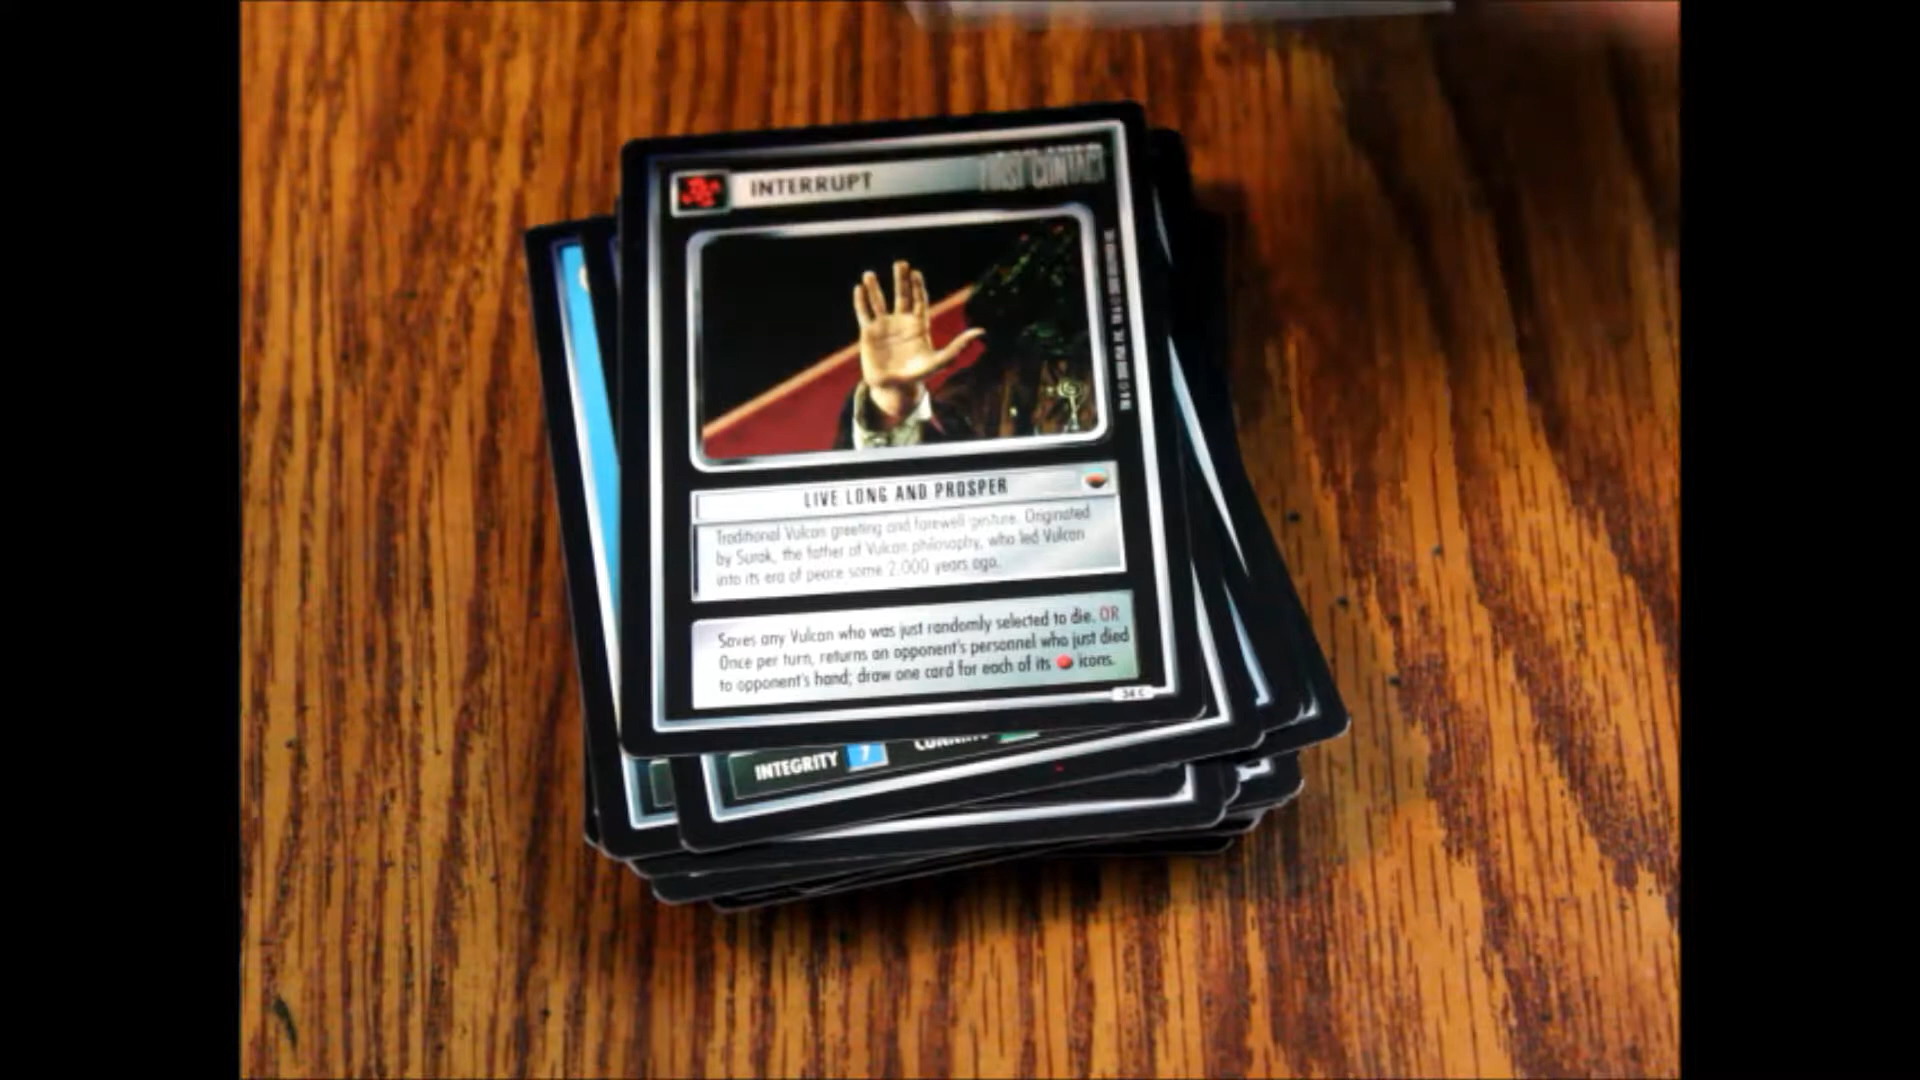 INTERRUPT
FIRST CONTACT
LIVE LONG AND PROSPER
Traditional Vulcan greeting and farewell gesture. Originated
by Surak, the father of Vulcan philosophy, who led Vulcan
into its era of peace some 2,000 years ago.
Saves any Vulcan who was just randomly selected to die. OR
Once per turn, returns an opponent's personnel who just died
to opponent's hand; draw one card for each of its icons.
34 C
INTEGRITY 7